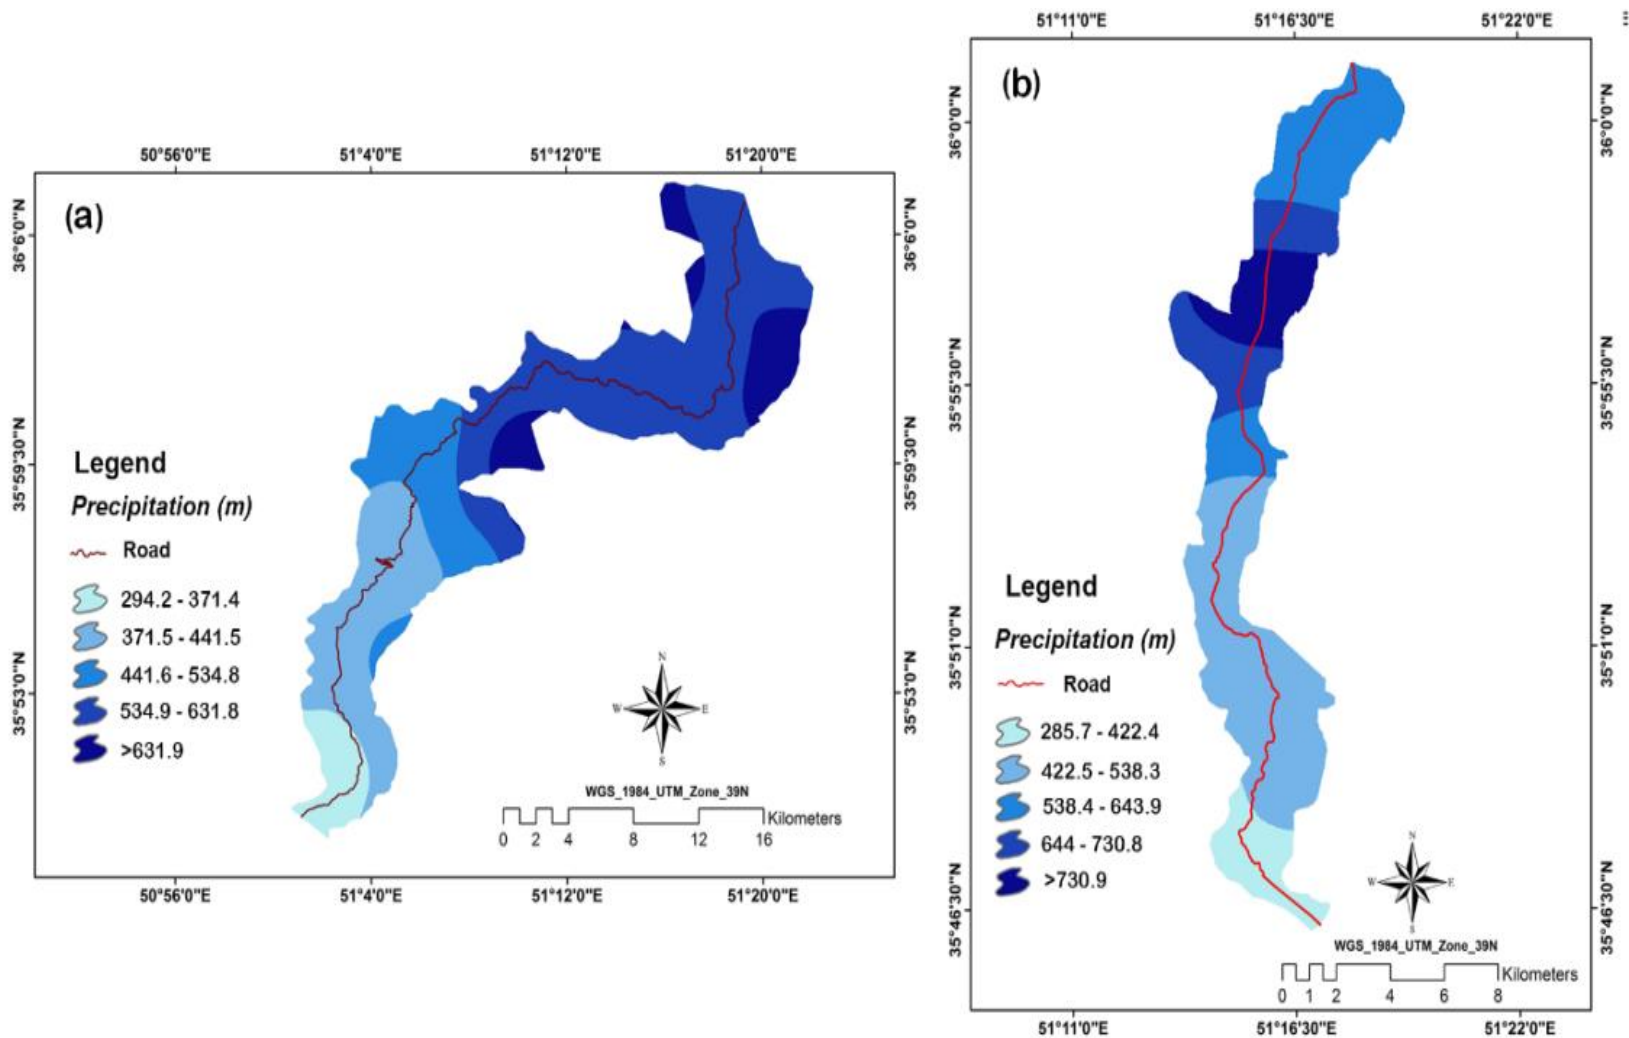 50°56'0"E 51°4'0"E 51°12'0"E 51°20'0"E
(a)
36°6'0"N
36°6'0"N
35°59'30"N
35°59'30"N
35°53'0"N
35°53'0"N
Legend
Precipitation (m)
Road
294.2 - 371.4
371.5 - 441.5
441.6 - 534.8
534.9 - 631.8
>631.9
N
W E
S
WGS_1984_UTM_Zone_39N
Kilometers
0 2 4 8 12 16
50°56'0"E 51°4'0"E 51°12'0"E 51°20'0"E
51°11'0"E 51°16'30"E 51°22'0"E
(b)
36°0'0"N
36°0'0"N
35°55'30"N
35°55'30"N
35°51'0"N
35°51'0"N
35°46'30"N
35°46'30"N
Legend
Precipitation (m)
Road
285.7 - 422.4
422.5 - 538.3
538.4 - 643.9
644 - 730.8
>730.9
N
W E
S
WGS_1984_UTM_Zone_39N
Kilometers
0 1 2 4 6 8
51°11'0"E 51°16'30"E 51°22'0"E